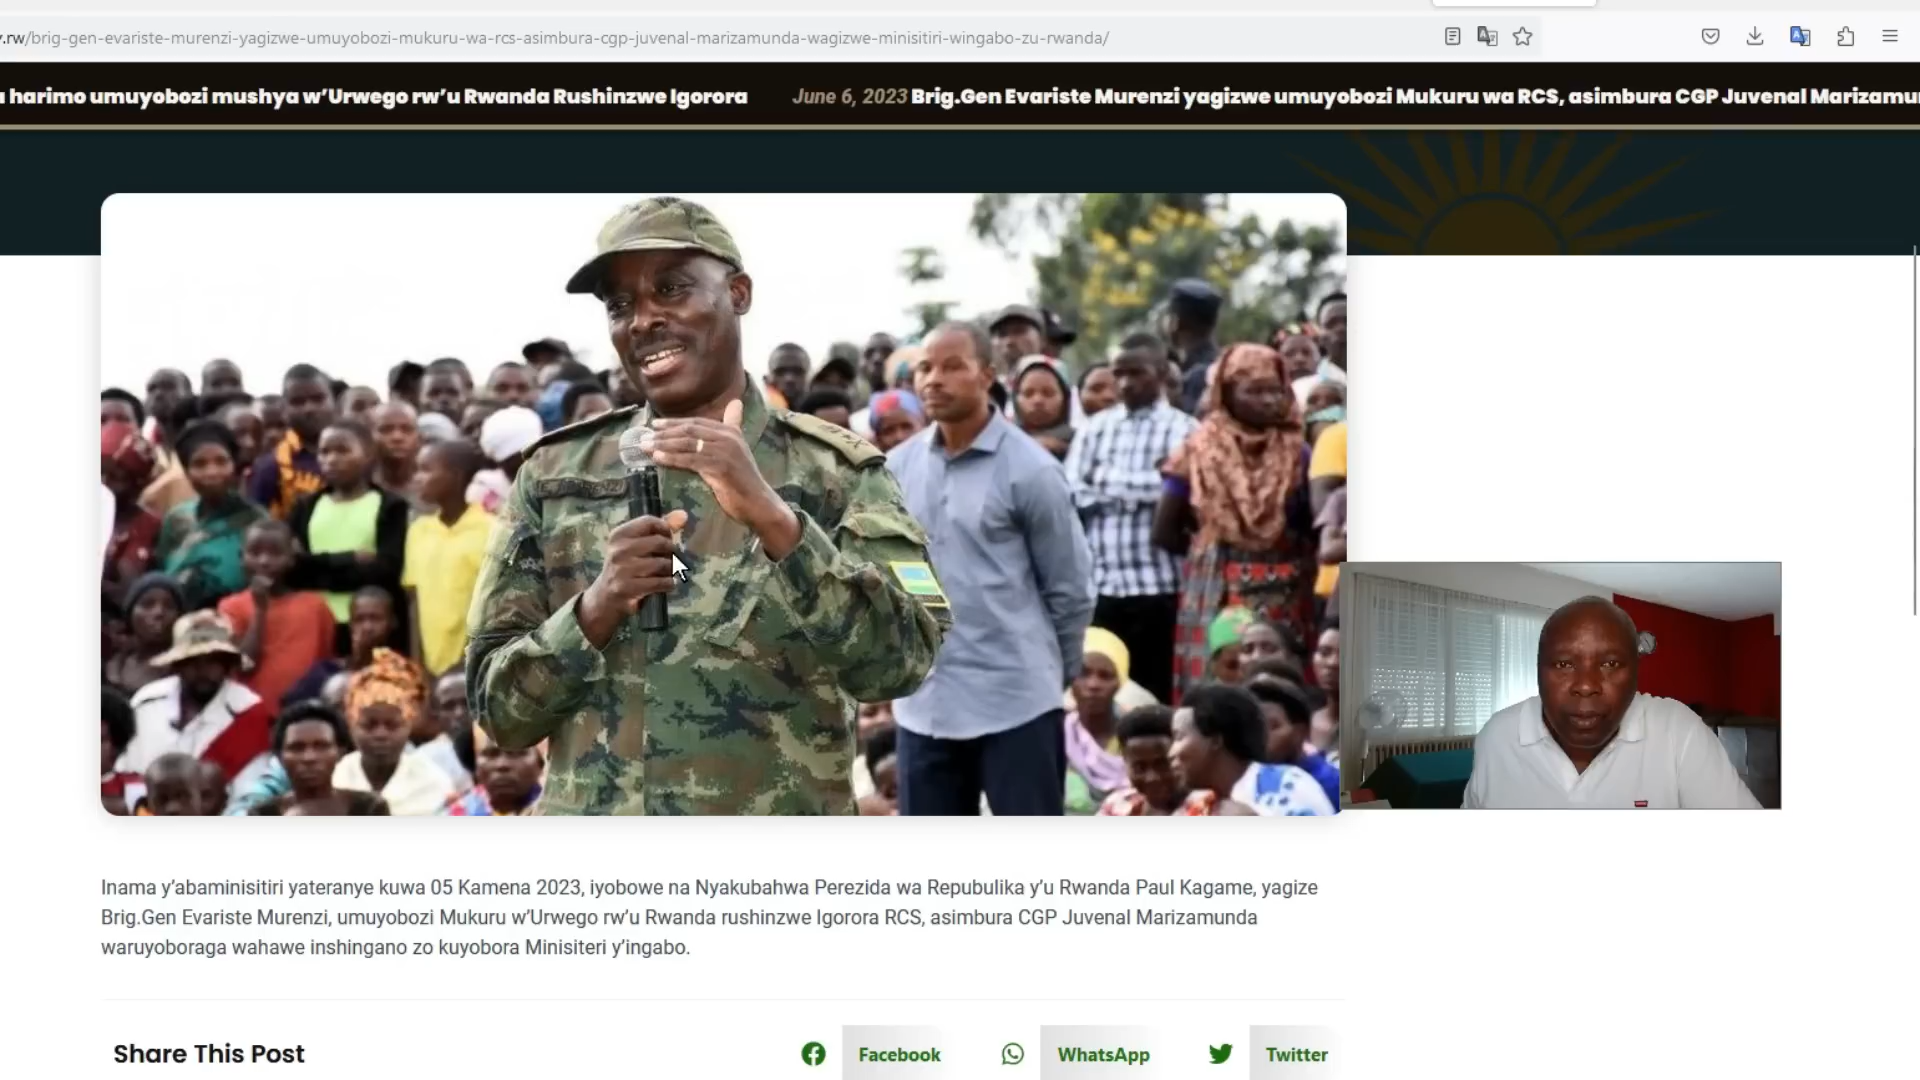 .rw/brig-gen-evariste-murenzi-yagizwe-umuyobozi-mukuru-wa-rcs-asimbura-cgp-juvenal-marizamunda-wagizwe-minisitiri-wingabo-zu-rwanda/
harimo umuyobozi mushya w’Urwego rw’u Rwanda Rushinzwe Igorora June 6, 2023 Brig.Gen Evariste Murenzi yagizwe umuyobozi Mukuru wa RCS, asimbura CGP Juvenal Marizamu
Inama y’abaminisitiri yateranye kuwa 05 Kamena 2023, iyobowe na Nyakubahwa Perezida wa Repubulika y’u Rwanda Paul Kagame, yagize
Brig.Gen Evariste Murenzi, umuyobozi Mukuru w’Urwego rw’u Rwanda rushinzwe Igorora RCS, asimbura CGP Juvenal Marizamunda
waruyoboraga wahawe inshingano zo kuyobora Minisiteri y’ingabo.
Share This Post Facebook WhatsApp Twitter